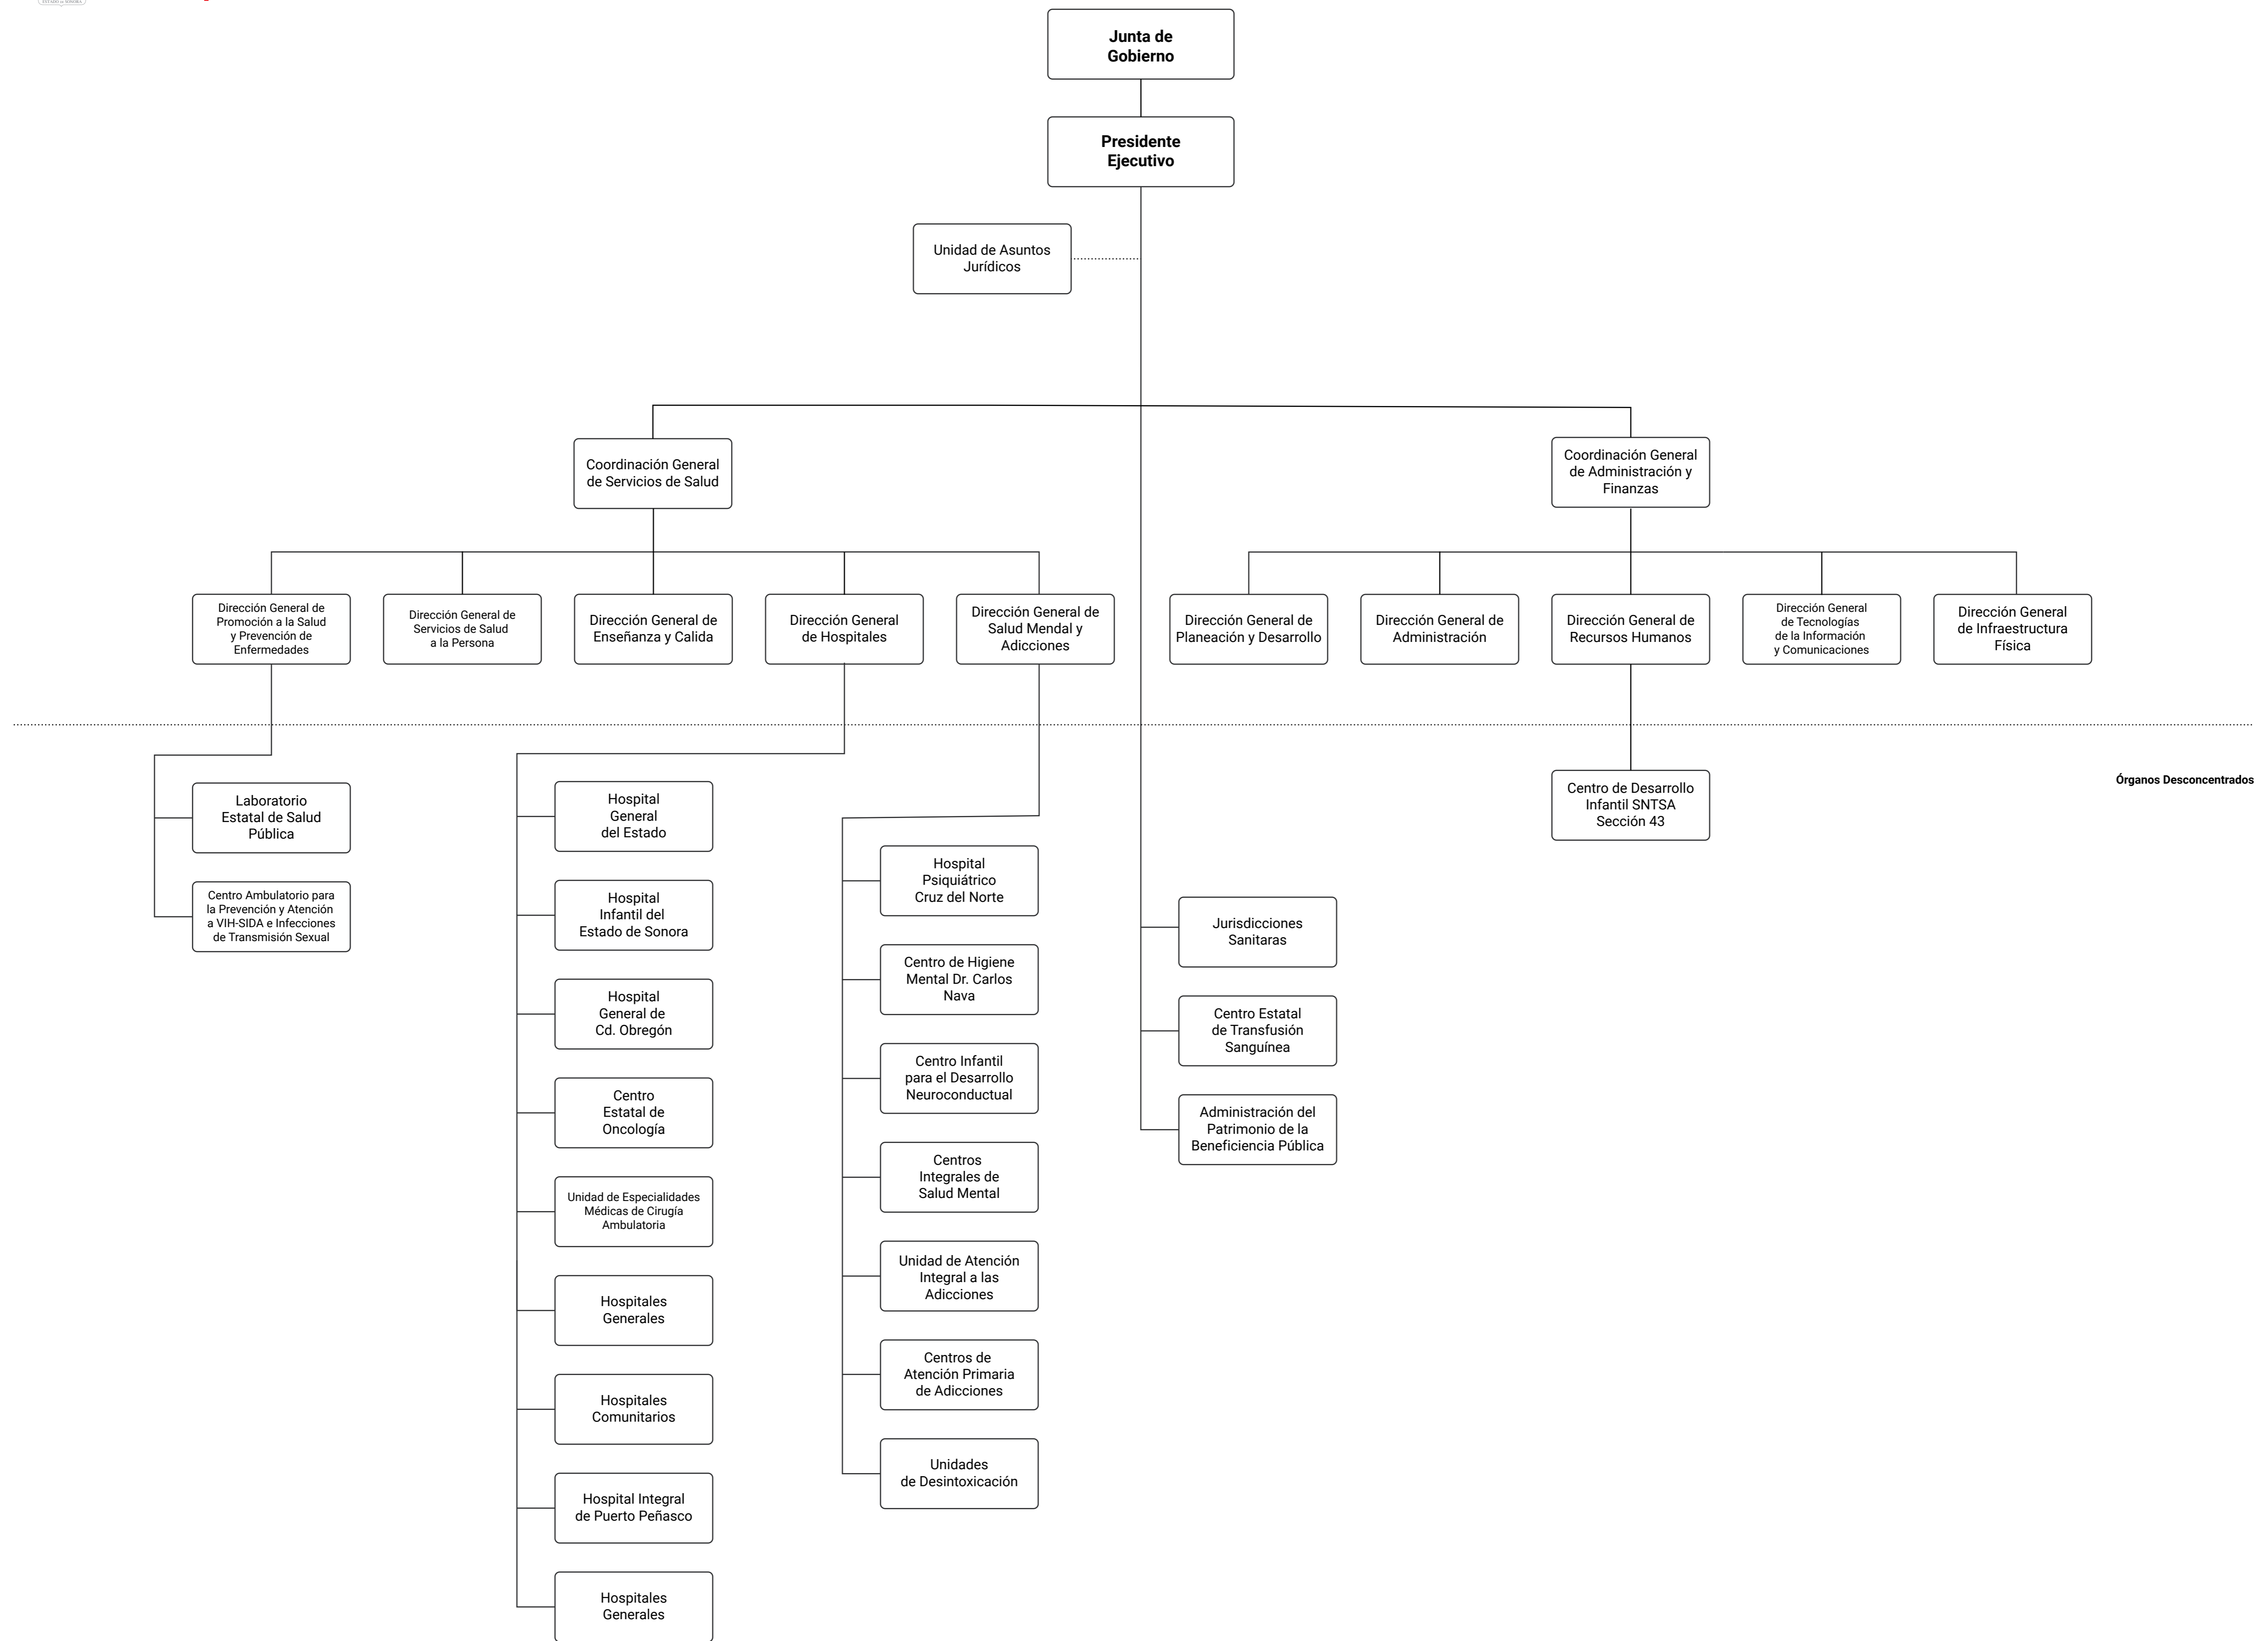 ESTADO DE SONORA
Junta de
Gobierno
Presidente
Ejecutivo
Unidad de Asuntos
Jurídicos
Coordinación General
de Servicios de Salud
Coordinación General
de Administración y
Finanzas
Dirección General de
Promoción a la Salud
y Prevención de
Enfermedades
Dirección General de
Servicios de Salud
a la Persona
Dirección General de
Enseñanza y Calida
Dirección General
de Hospitales
Dirección General de
Salud Mendal y
Adicciones
Dirección General de
Planeación y Desarrollo
Dirección General de
Administración
Dirección General de
Recursos Humanos
Dirección General
de Tecnologías
de la Información
y Comunicaciones
Dirección General
de Infraestructura
Física
Órganos Desconcentrados
Laboratorio
Estatal de Salud
Pública
Centro Ambulatorio para
la Prevención y Atención
a VIH-SIDA e Infecciones
de Transmisión Sexual
Hospital
General
del Estado
Hospital
Infantil del
Estado de Sonora
Hospital
General de
Cd. Obregón
Centro
Estatal de
Oncología
Unidad de Especialidades
Médicas de Cirugía
Ambulatoria
Hospitales
Generales
Hospitales
Comunitarios
Hospital Integral
de Puerto Peñasco
Hospitales
Generales
Hospital
Psiquiátrico
Cruz del Norte
Centro de Higiene
Mental Dr. Carlos
Nava
Centro Infantil
para el Desarrollo
Neuroconductual
Centros
Integrales de
Salud Mental
Unidad de Atención
Integral a las
Adicciones
Centros de
Atención Primaria
de Adicciones
Unidades
de Desintoxicación
Jurisdicciones
Sanitaras
Centro Estatal
de Transfusión
Sanguínea
Administración del
Patrimonio de la
Beneficiencia Pública
Centro de Desarrollo
Infantil SNTSA
Sección 43